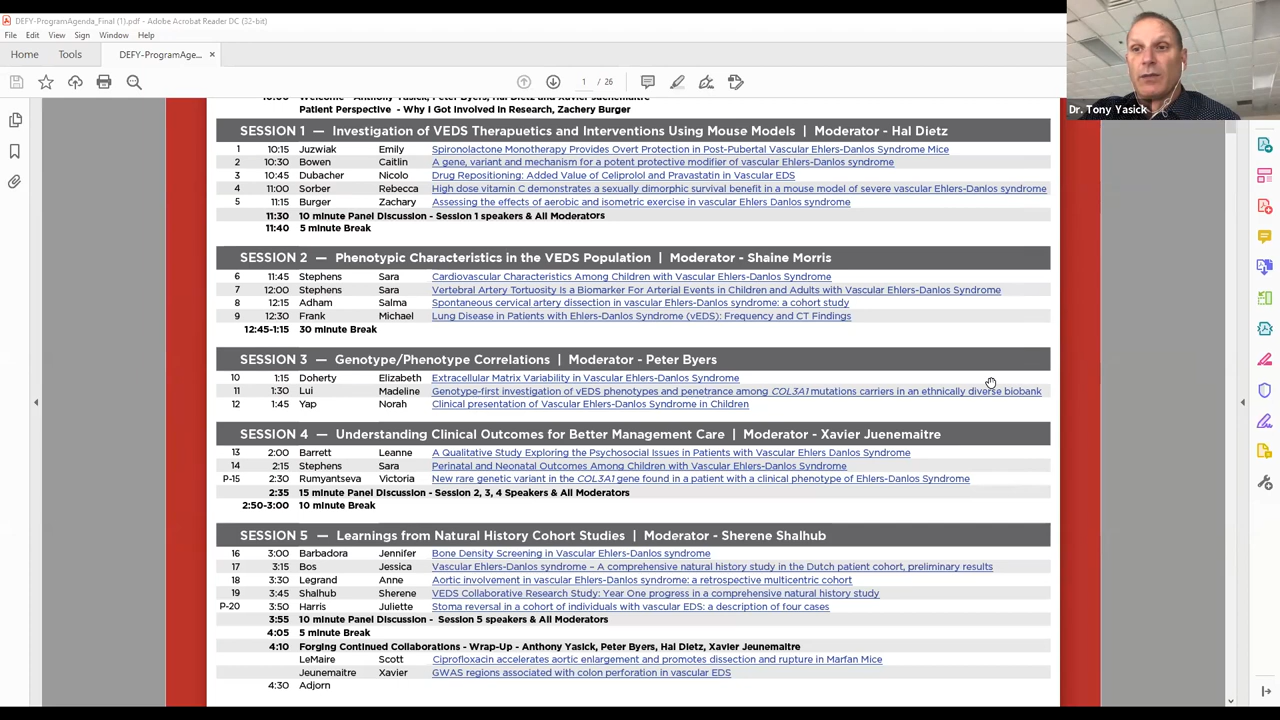 DEFY-ProgramAgenda_Final (1).pdf - Adobe Acrobat Reader DC (32-bit)
File Edit View Sign Window Help
Home Tools DEFY-ProgramAge... ×
1 / 26
Dr. Tony Yasick
10:00 Welcome - Anthony Yasick, Peter Byers, Hal Dietz and Xavier Jeunemaitre
Patient Perspective - Why I Got Involved In Research, Zachery Burger
SESSION 1 — Investigation of VEDS Therapuetics and Interventions Using Mouse Models | Moderator - Hal Dietz
1 10:15 Juzwiak Emily Spironolactone Monotherapy Provides Overt Protection in Post-Pubertal Vascular Ehlers-Danlos Syndrome Mice
2 10:30 Bowen Caitlin A gene, variant and mechanism for a potent protective modifier of vascular Ehlers-Danlos syndrome
3 10:45 Dubacher Nicolo Drug Repositioning: Added Value of Celiprolol and Pravastatin in Vascular EDS
4 11:00 Sorber Rebecca High dose vitamin C demonstrates a sexually dimorphic survival benefit in a mouse model of severe vascular Ehlers-Danlos syndrome
5 11:15 Burger Zachary Assessing the effects of aerobic and isometric exercise in vascular Ehlers Danlos syndrome
11:30 10 minute Panel Discussion - Session 1 speakers & All Moderators
11:40 5 minute Break
SESSION 2 — Phenotypic Characteristics in the VEDS Population | Moderator - Shaine Morris
6 11:45 Stephens Sara Cardiovascular Characteristics Among Children with Vascular Ehlers-Danlos Syndrome
7 12:00 Stephens Sara Vertebral Artery Tortuosity Is a Biomarker For Arterial Events in Children and Adults with Vascular Ehlers-Danlos Syndrome
8 12:15 Adham Salma Spontaneous cervical artery dissection in vascular Ehlers-Danlos syndrome: a cohort study
9 12:30 Frank Michael Lung Disease in Patients with Ehlers-Danlos Syndrome (vEDS): Frequency and CT Findings
12:45-1:15 30 minute Break
SESSION 3 — Genotype/Phenotype Correlations | Moderator - Peter Byers
10 1:15 Doherty Elizabeth Extracellular Matrix Variability in Vascular Ehlers-Danlos Syndrome
11 1:30 Lui Madeline Genotype-first investigation of vEDS phenotypes and penetrance among COL3A1 mutations carriers in an ethnically diverse biobank
12 1:45 Yap Norah Clinical presentation of Vascular Ehlers-Danlos Syndrome in Children
SESSION 4 — Understanding Clinical Outcomes for Better Management Care | Moderator - Xavier Juenemaitre
13 2:00 Barrett Leanne A Qualitative Study Exploring the Psychosocial Issues in Patients with Vascular Ehlers Danlos Syndrome
14 2:15 Stephens Sara Perinatal and Neonatal Outcomes Among Children with Vascular Ehlers-Danlos Syndrome
P-15 2:30 Rumyantseva Victoria New rare genetic variant in the COL3A1 gene found in a patient with a clinical phenotype of Ehlers-Danlos Syndrome
2:35 15 minute Panel Discussion - Session 2, 3, 4 Speakers & All Moderators
2:50-3:00 10 minute Break
SESSION 5 — Learnings from Natural History Cohort Studies | Moderator - Sherene Shalhub
16 3:00 Barbadora Jennifer Bone Density Screening in Vascular Ehlers-Danlos syndrome
17 3:15 Bos Jessica Vascular Ehlers-Danlos syndrome – A comprehensive natural history study in the Dutch patient cohort, preliminary results
18 3:30 Legrand Anne Aortic involvement in vascular Ehlers-Danlos syndrome: a retrospective multicentric cohort
19 3:45 Shalhub Sherene VEDS Collaborative Research Study: Year One progress in a comprehensive natural history study
P-20 3:50 Harris Juliette Stoma reversal in a cohort of individuals with vascular EDS: a description of four cases
3:55 10 minute Panel Discussion - Session 5 speakers & All Moderators
4:05 5 minute Break
4:10 Forging Continued Collaborations - Wrap-Up - Anthony Yasick, Peter Byers, Hal Dietz, Xavier Jeunemaitre
LeMaire Scott Ciprofloxacin accelerates aortic enlargement and promotes dissection and rupture in Marfan Mice
Jeunemaitre Xavier GWAS regions associated with colon perforation in vascular EDS
4:30 Adjorn